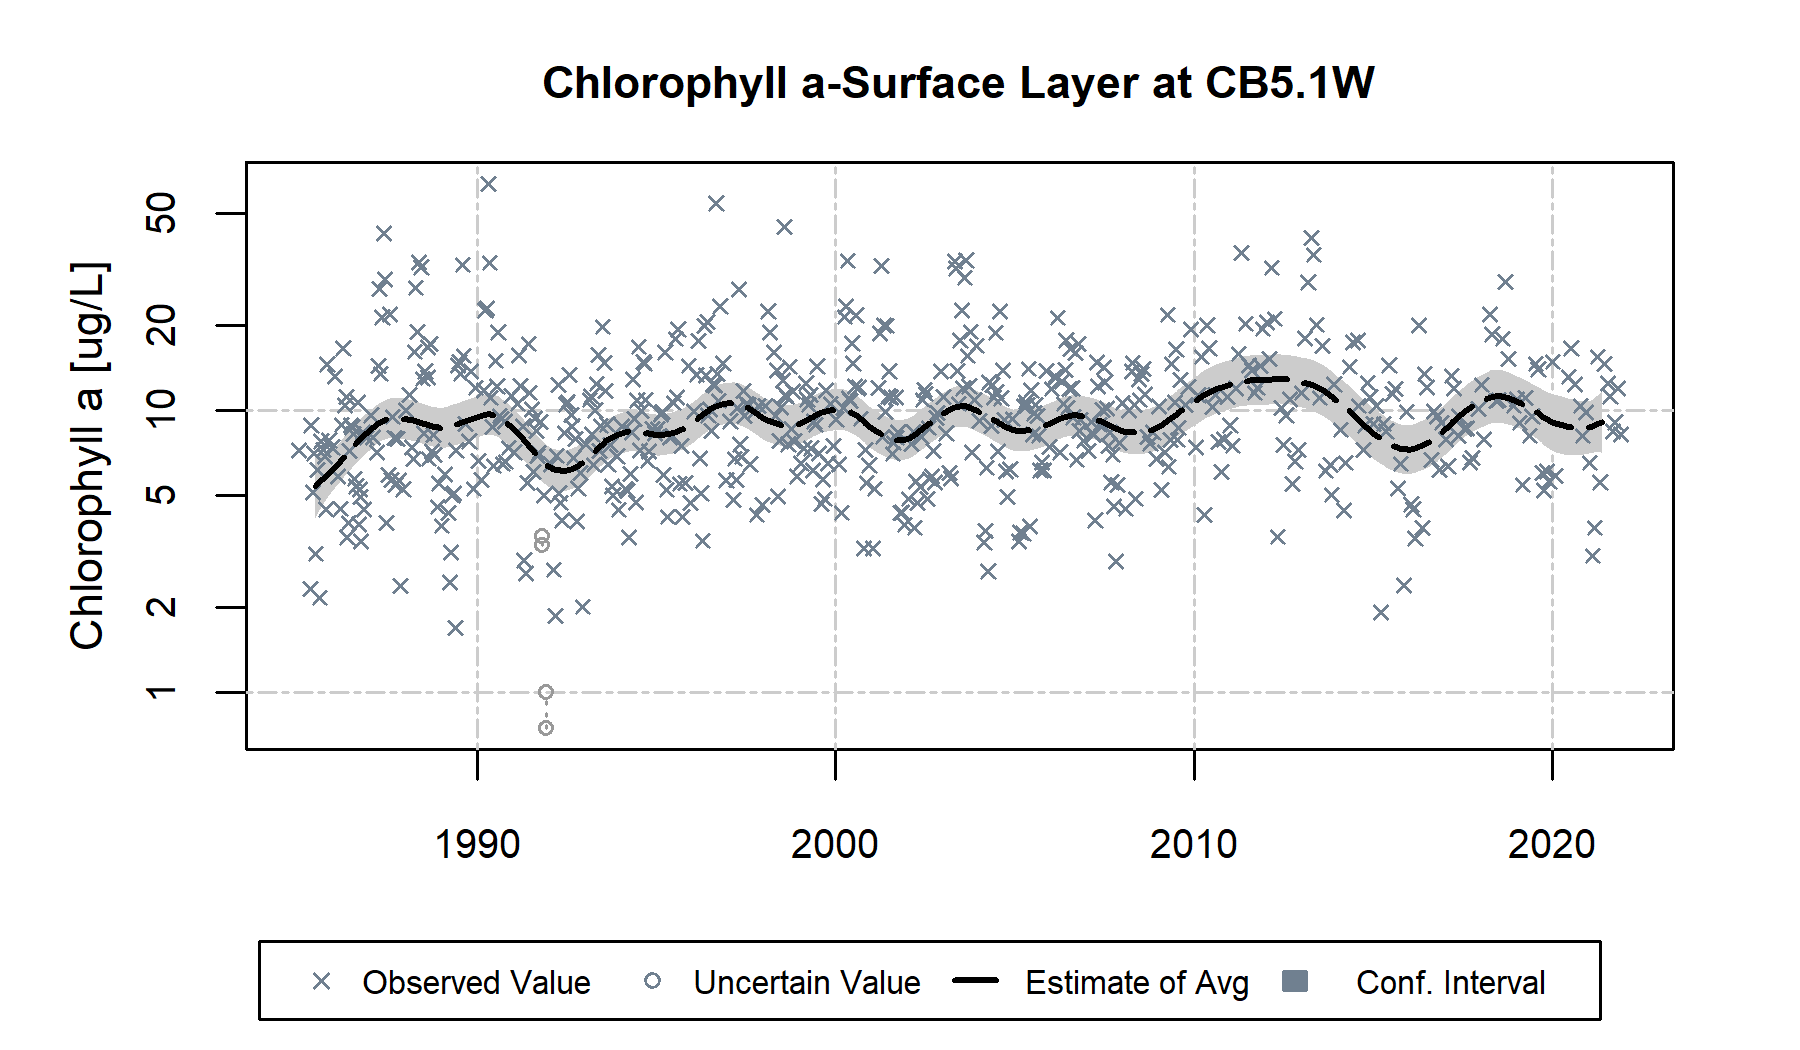 Chlorophyll a-Surface Layer at CB5.1W
Chlorophyll a [ug/L]
50
20
10
5
2
1
1990 2000 2010 2020
Observed Value Uncertain Value Estimate of Avg Conf. Interval